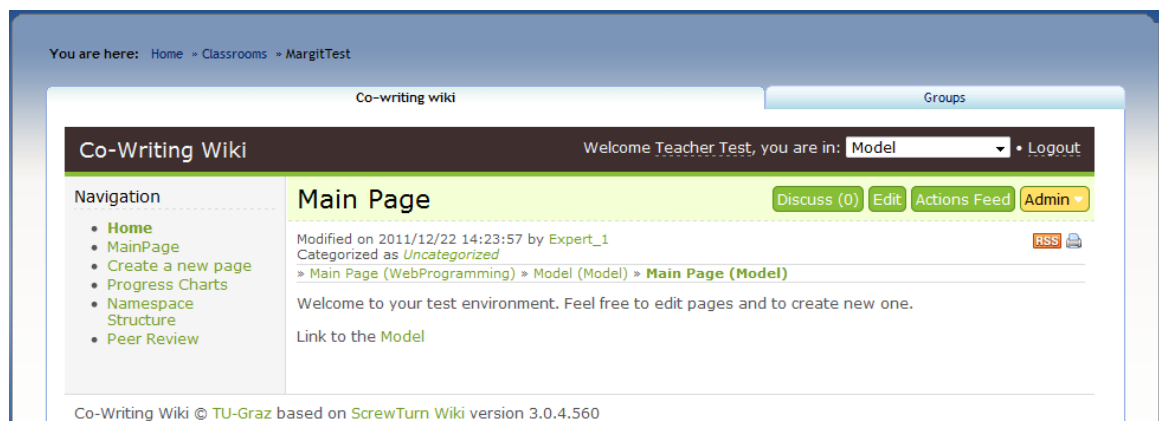 You are here: Home » Classrooms » MargitTest
Co-writing wiki
Groups
Co-Writing Wiki
Welcome Teacher Test, you are in: Model • Logout
Navigation
Main Page
Discuss (0) Edit Actions Feed Admin
• Home
• MainPage
• Create a new page
• Progress Charts
• Namespace
Structure
• Peer Review
Modified on 2011/12/22 14:23:57 by Expert_1
RSS
Categorized as Uncategorized
» Main Page (WebProgramming) » Model (Model) » Main Page (Model)
Welcome to your test environment. Feel free to edit pages and to create new one.
Link to the Model
Co-Writing Wiki © TU-Graz based on ScrewTurn Wiki version 3.0.4.560